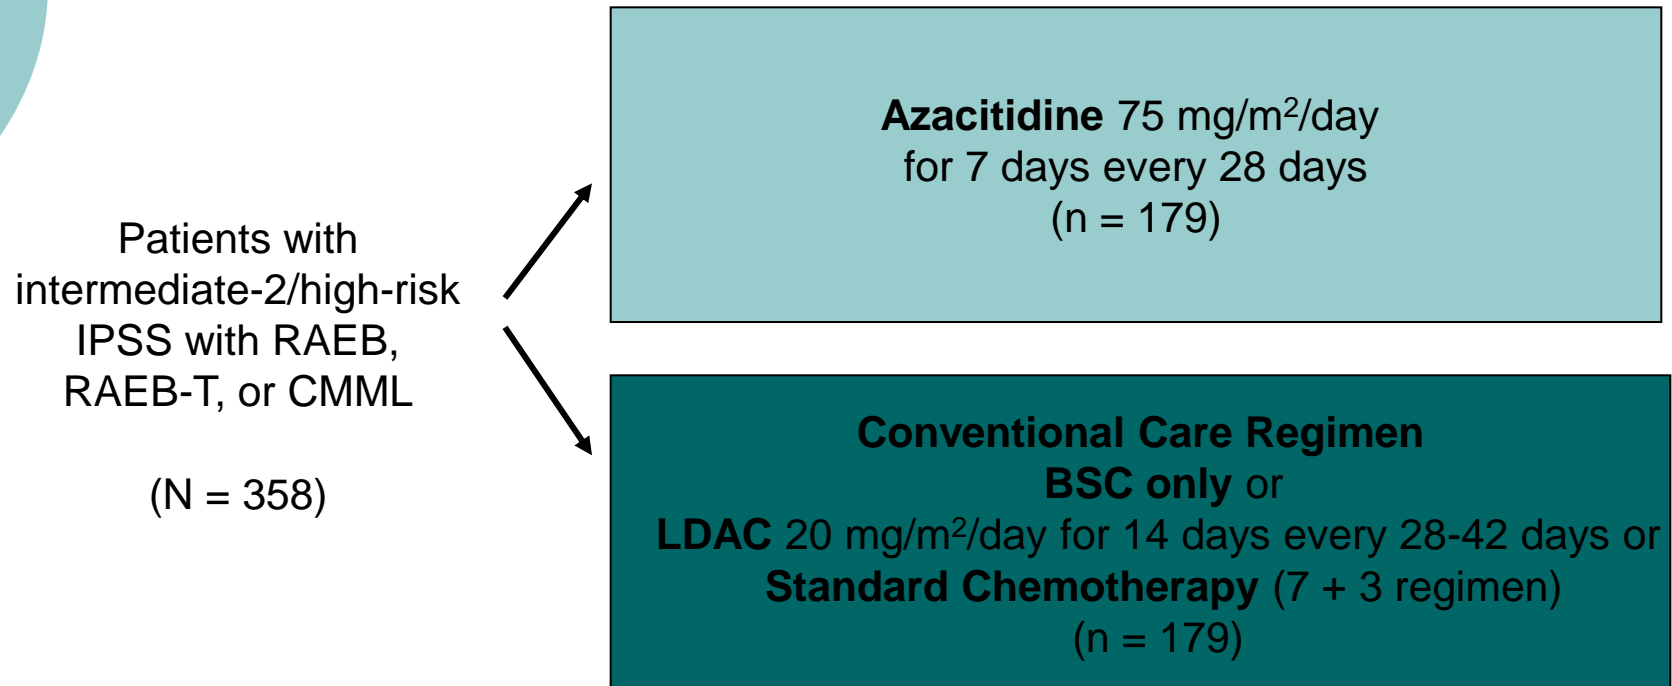 Patients with
intermediate-2/high-risk
IPSS with RAEB,
RAEB-T, or CMML
(N = 358)
Azacitidine 75 mg/m²/day
for 7 days every 28 days
(n = 179)
Conventional Care Regimen
BSC only or
LDAC 20 mg/m²/day for 14 days every 28-42 days or
Standard Chemotherapy (7 + 3 regimen)
(n = 179)